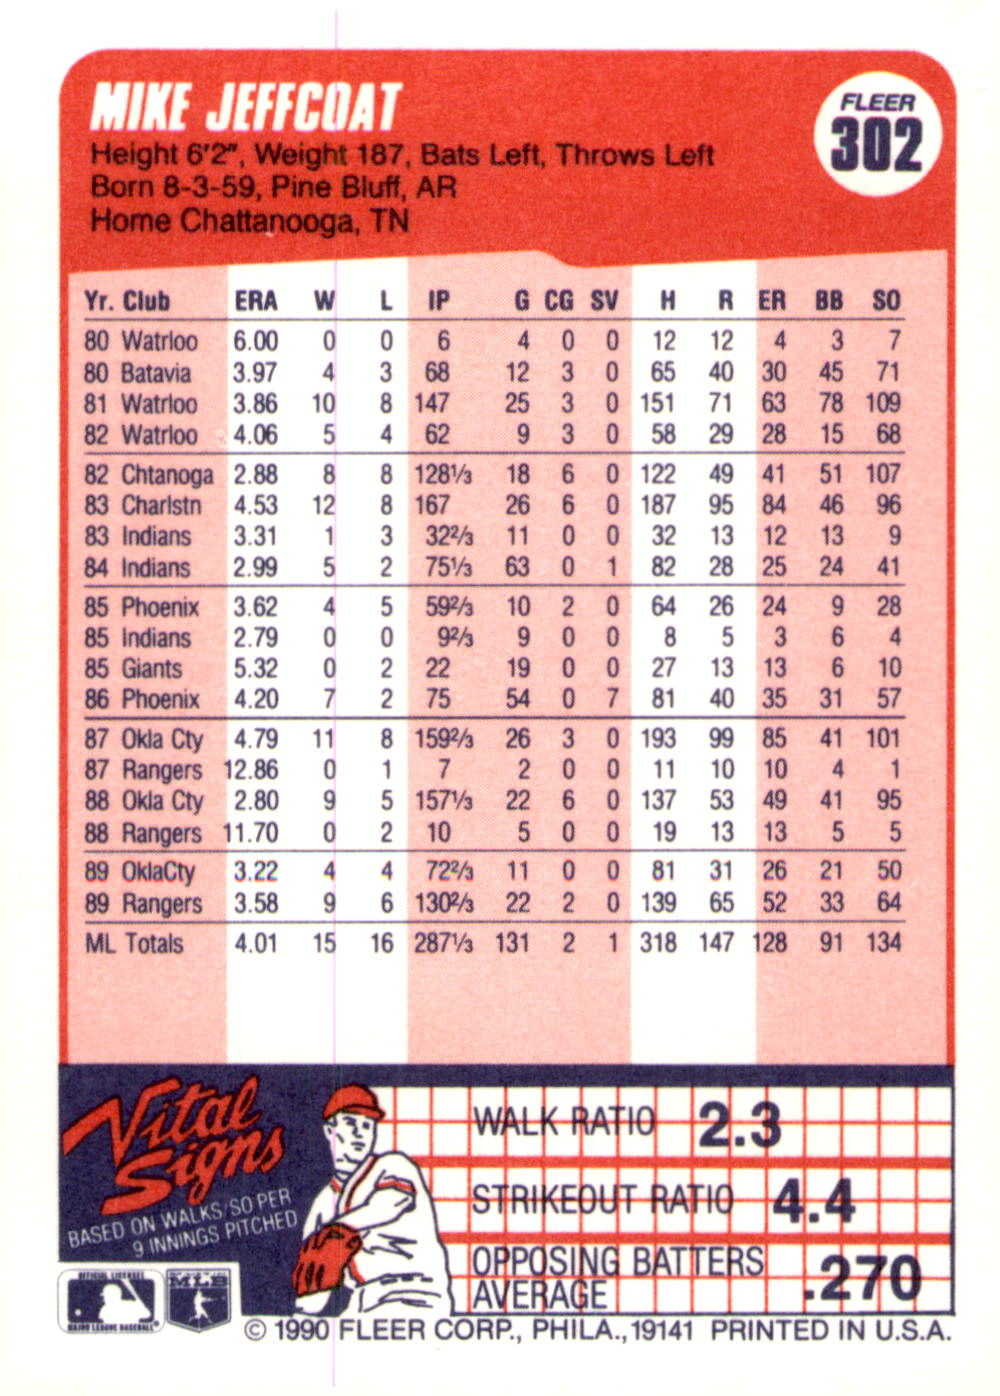 MIKE JEFFCOAT
FLEER
302
Height 6'2", Weight 187, Bats Left, Throws Left
Born 8-3-59, Pine Bluff, AR
Home Chattanooga, TN
Yr. Club ERA W L IP G CG SV H R ER BB SO
80 Watrloo 6.00 0 0 6 4 0 0 12 12 4 3 7
80 Batavia 3.97 4 3 68 12 3 0 65 40 30 45 71
81 Watrloo 3.86 10 8 147 25 3 0 151 71 63 78 109
82 Watrloo 4.06 5 4 62 9 3 0 58 29 28 15 68
82 Chtanoga 2.88 8 8 128⅓ 18 6 0 122 49 41 51 107
83 Charlstn 4.53 12 8 167 26 6 0 187 95 84 46 96
83 Indians 3.31 1 3 32⅔ 11 0 0 32 13 12 13 9
84 Indians 2.99 5 2 75⅓ 63 0 1 82 28 25 24 41
85 Phoenix 3.62 4 5 59⅔ 10 2 0 64 26 24 9 28
85 Indians 2.79 0 0 9⅔ 9 0 0 8 5 3 6 4
85 Giants 5.32 0 2 22 19 0 0 27 13 13 6 10
86 Phoenix 4.20 7 2 75 54 0 7 81 40 35 31 57
87 Okla Cty 4.79 11 8 159⅔ 26 3 0 193 99 85 41 101
87 Rangers 12.86 0 1 7 2 0 0 11 10 10 4 1
88 Okla Cty 2.80 9 5 157⅓ 22 6 0 137 53 49 41 95
88 Rangers 11.70 0 2 10 5 0 0 19 13 13 5 5
89 OklaCty 3.22 4 4 72⅔ 11 0 0 81 31 26 21 50
89 Rangers 3.58 9 6 130⅔ 22 2 0 139 65 52 33 64
ML Totals 4.01 15 16 287⅓ 131 2 1 318 147 128 91 134
Vital
Signs
BASED ON WALKS/SO PER
9 INNINGS PITCHED
WALK RATIO 2.3
STRIKEOUT RATIO 4.4
OPPOSING BATTERS
AVERAGE .270
OFFICIAL LICENSEE
MAJOR LEAGUE BASEBALL
MLB
© 1990 FLEER CORP., PHILA., 19141 PRINTED IN U.S.A.